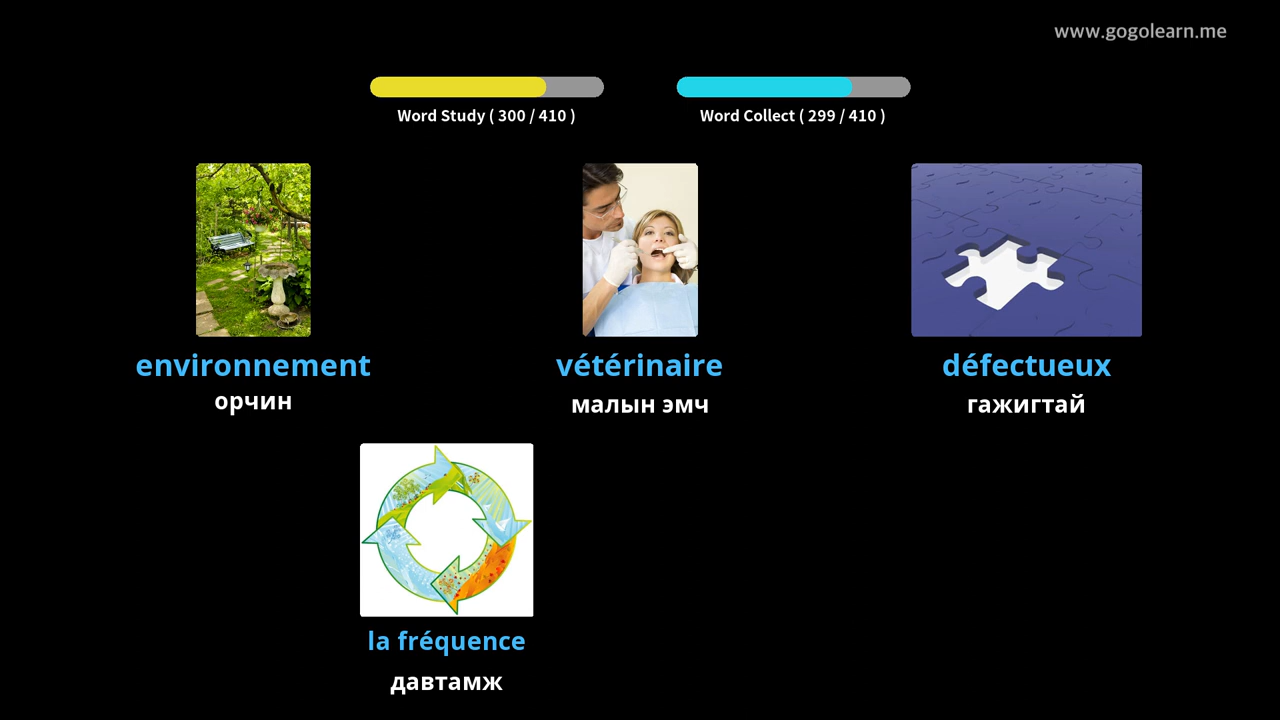 www.gogolearn.me
Word Study ( 300 / 410 )
Word Collect ( 299 / 410 )
environnement
орчин
vétérinaire
малын эмч
défectueux
гажигтай
la fréquence
давтамж